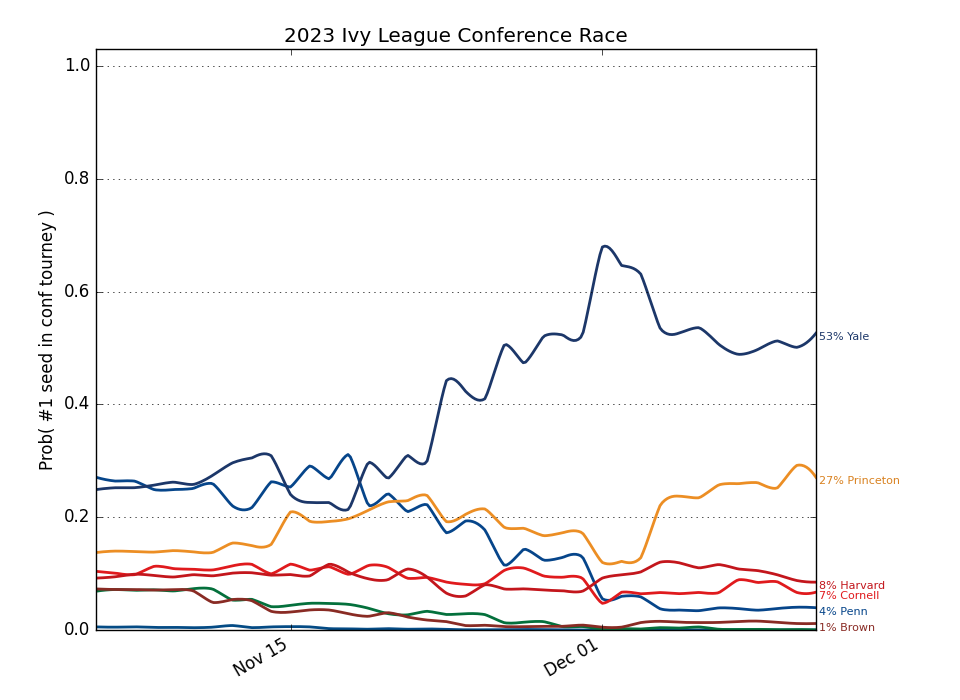 2023 Ivy League Conference Race
Prob( #1 seed in conf tourney )
1.0
0.8
0.6
0.4
0.2
0.0
Nov 15
Dec 01
53% Yale
27% Princeton
8% Harvard
7% Cornell
4% Penn
1% Brown